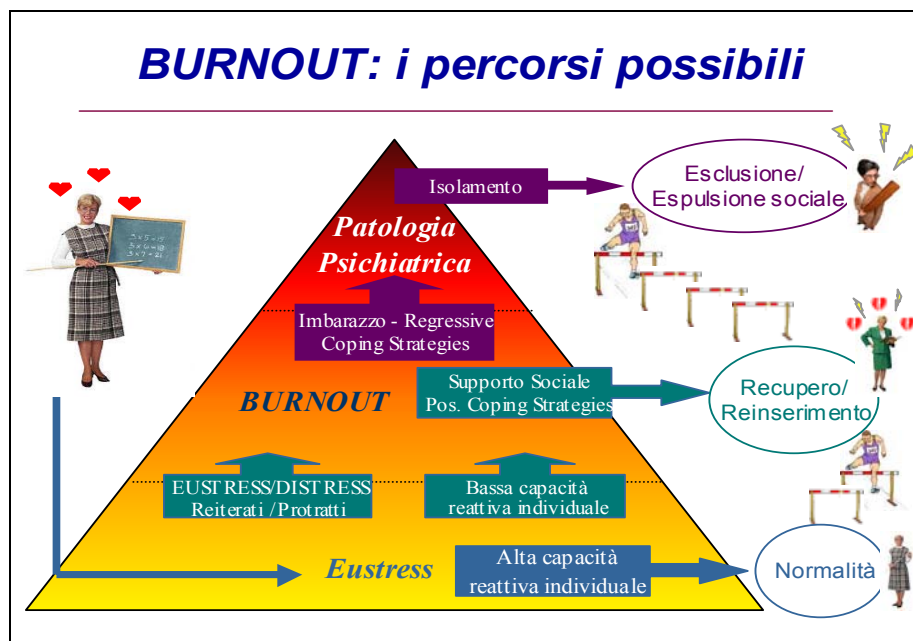 BURNOUT: i percorsi possibili
Isolamento
Esclusione/
Espulsione sociale
Patologia
Psichiatrica
Imbarazzo - Regressive
Coping Strategies
BURNOUT
Supporto Sociale
Pos. Coping Strategies
Recupero/
Reinserimento
EUSTRESS/DISTRESS
Reiterati /Protratti
Bassa capacità
reattiva individuale
Eustress
Alta capacità
reattiva individuale
Normalità